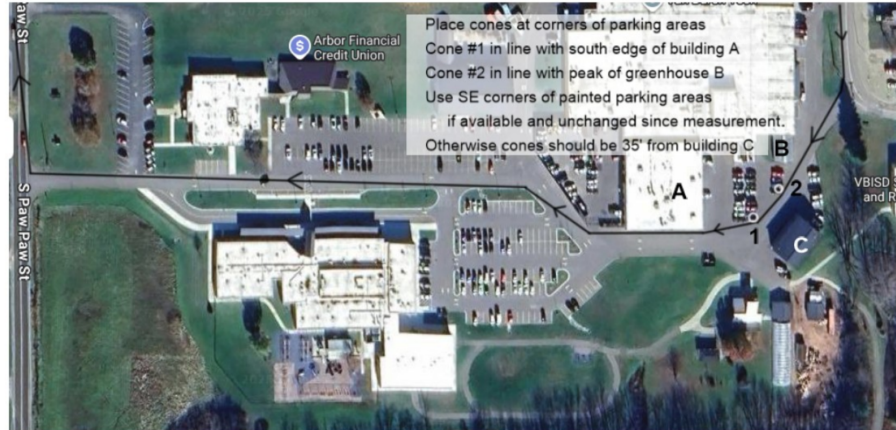 Place cones at corners of parking areas
Cone #1 in line with south edge of building A
Cone #2 in line with peak of greenhouse B
Use SE corners of painted parking areas
if available and unchanged since measurement.
Otherwise cones should be 35' from building C
Arbor Financial
Credit Union
$
aw St
S Paw Paw St
A
B
2
1
C
VBISD S
and R